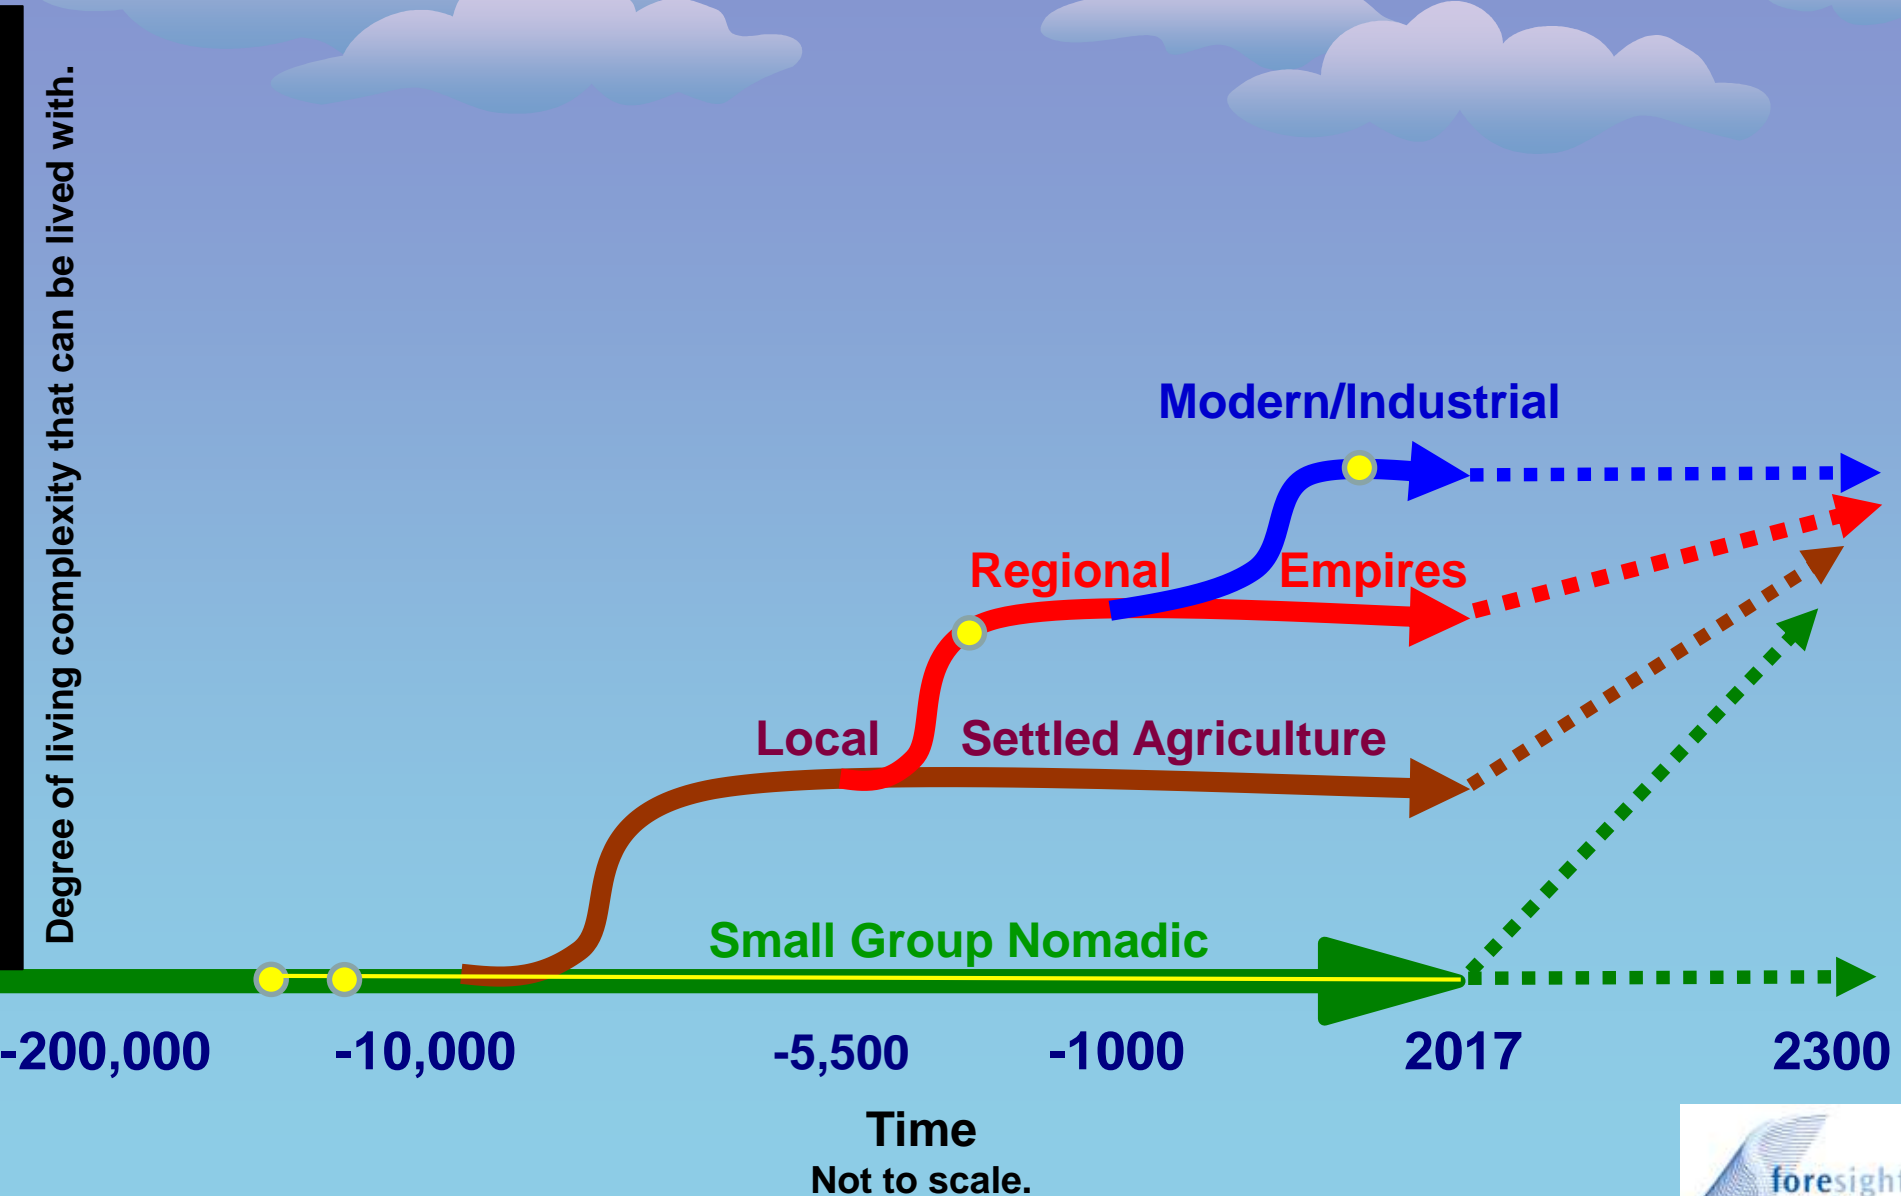 Degree of living complexity that can be lived with.
Modern/Industrial
Regional Empires
Local Settled Agriculture
Small Group Nomadic
-200,000 -10,000 -5,500 -1000 2017 2300
Time
Not to scale.
foresight